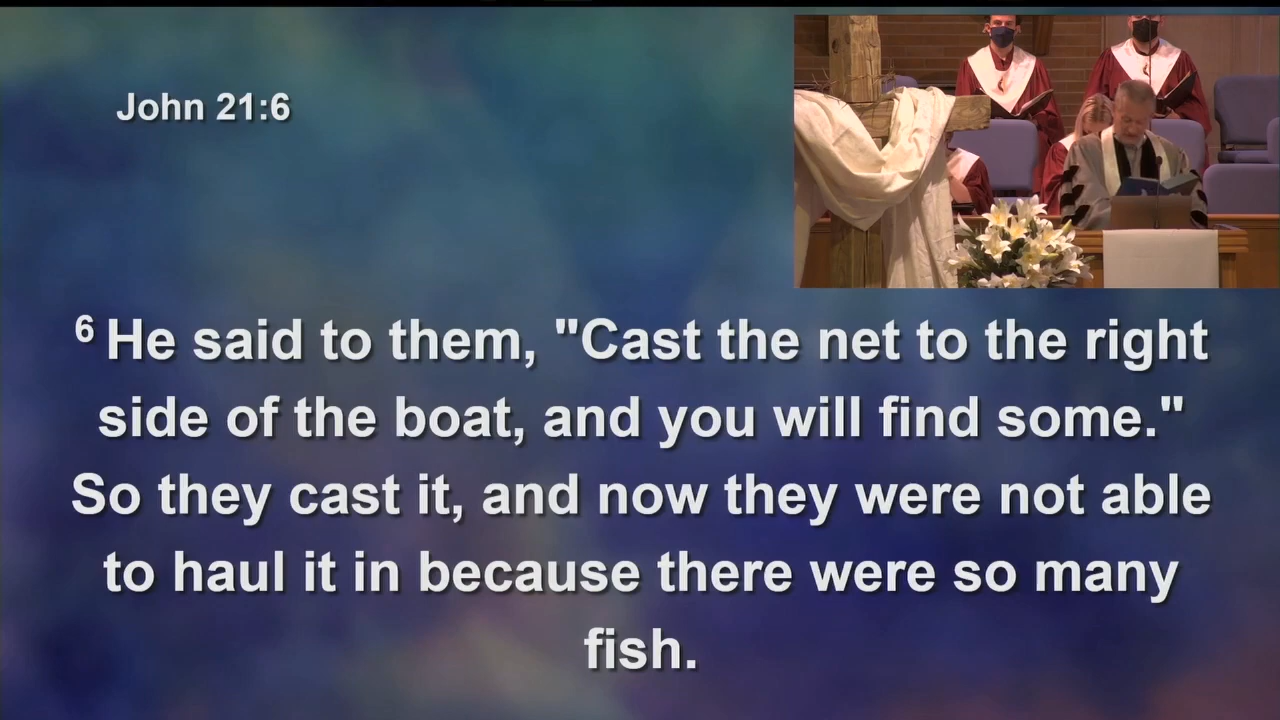 John 21:6
6 He said to them, "Cast the net to the right
side of the boat, and you will find some."
So they cast it, and now they were not able
to haul it in because there were so many
fish.